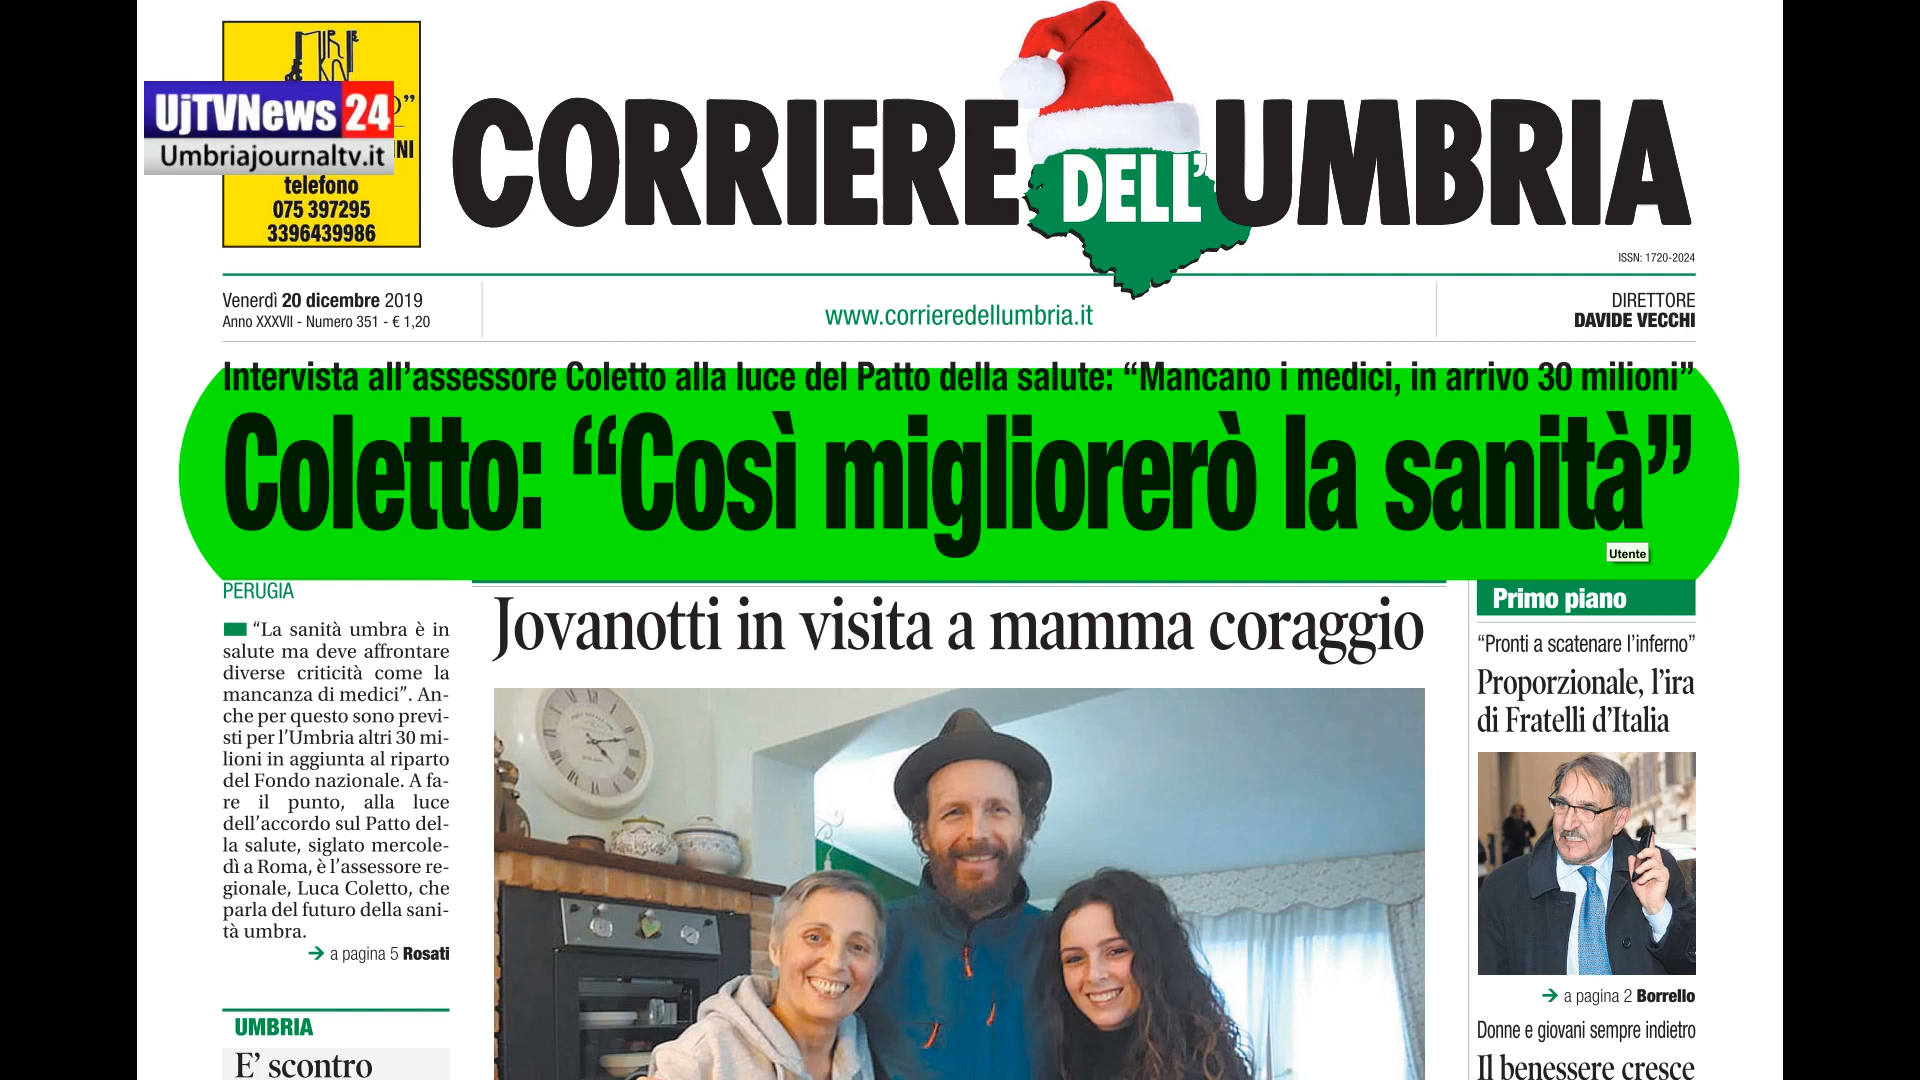 UjTVNews 24
Umbriajournaltv.it
NI
telefono
075 397295
3396439986
CORRIERE DELL'UMBRIA
ISSN: 1720-2024
Venerdì 20 dicembre 2019
Anno XXXVII - Numero 351 - € 1,20
www.corrieredellumbria.it
DIRETTORE
DAVIDE VECCHI
Intervista all'assessore Coletto alla luce del Patto della salute: “Mancano i medici, in arrivo 30 milioni”
Coletto: “Così migliorerò la sanità”
Utente
PERUGIA
“La sanità umbra è in
salute ma deve affrontare
diverse criticità come la
mancanza di medici”. An-
che per questo sono previ-
sti per l'Umbria altri 30 mi-
lioni in aggiunta al riparto
del Fondo nazionale. A fa-
re il punto, alla luce
dell'accordo sul Patto del-
la salute, siglato mercole-
dì a Roma, è l'assessore re-
gionale, Luca Coletto, che
parla del futuro della sani-
tà umbra.
→ a pagina 5 Rosati
UMBRIA
E' scontro
Jovanotti in visita a mamma coraggio
Primo piano
“Pronti a scatenare l'inferno”
Proporzionale, l'ira
di Fratelli d'Italia
→ a pagina 2 Borrello
Donne e giovani sempre indietro
Il benessere cresce